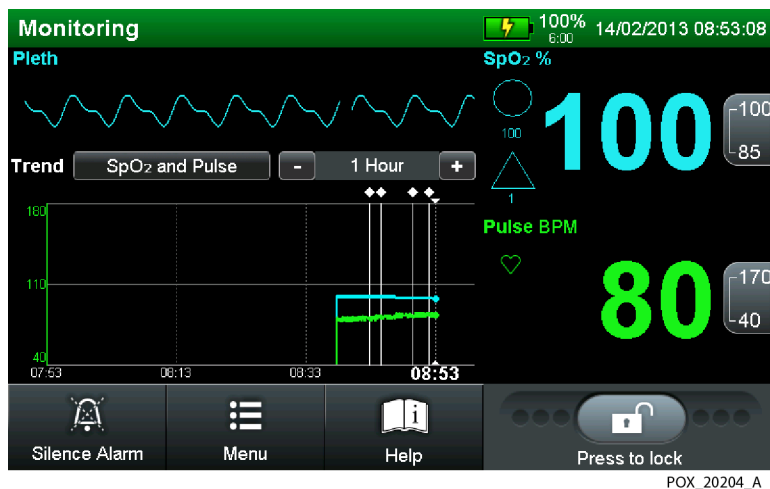 Monitoring
100%
6:00
14/02/2013 08:53:08
Pleth
SpO2 %
100
100
100
85
1
Trend
SpO2 and Pulse
-
1 Hour
+
180
110
40
07:53
08:13
08:33
08:53
Pulse BPM
80
170
40
Silence Alarm
Menu
i
Help
Press to lock
POX_20204_A